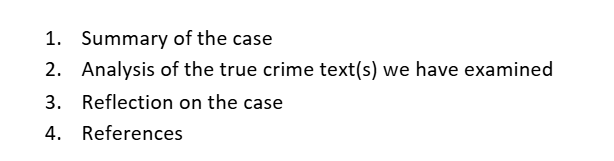 1. Summary of the case
2. Analysis of the true crime text(s) we have examined
3. Reflection on the case
4. References